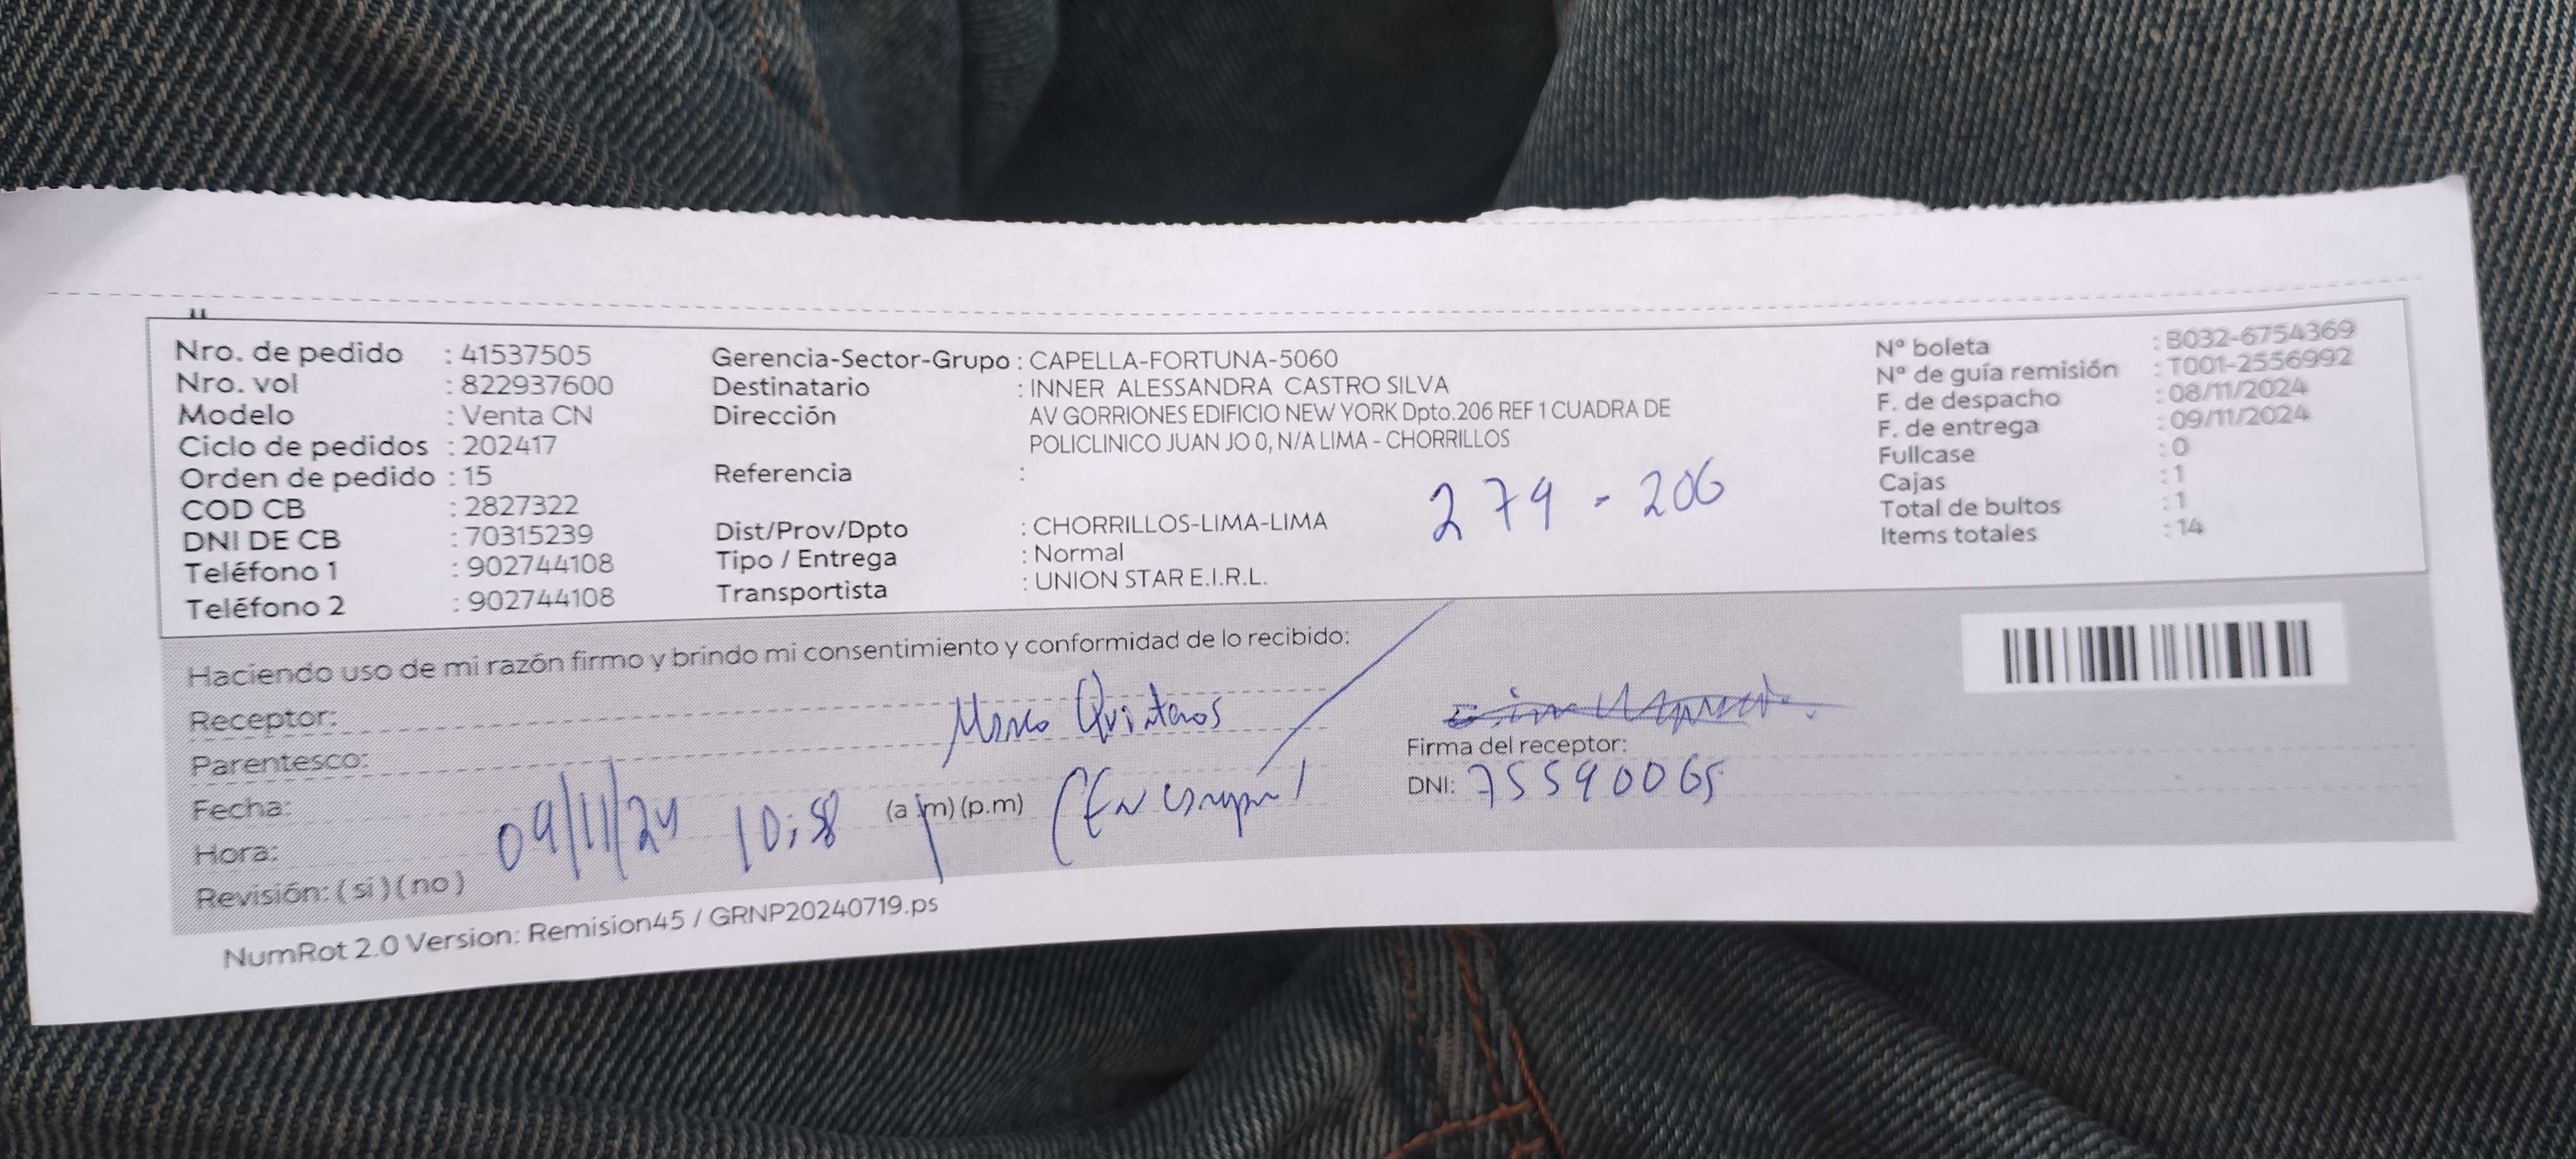 Nro. de pedido : 41537505
Nro. vol : 822937600
Modelo : Venta CN
Ciclo de pedidos : 202417
Orden de pedido : 15
COD CB : 2827322
DNI DE CB : 70315239
Teléfono 1 : 902744108
Teléfono 2 : 902744108
Gerencia-Sector-Grupo : CAPELLA-FORTUNA-5060
Destinatario : INNER ALESSANDRA CASTRO SILVA
Dirección AV GORRIONES EDIFICIO NEW YORK Dpto.206 REF 1 CUADRA DE
POLICLINICO JUAN JO 0, N/A LIMA - CHORRILLOS
Referencia :
279 - 206
Dist/Prov/Dpto : CHORRILLOS-LIMA-LIMA
Tipo / Entrega : Normal
Transportista : UNION STAR E.I.R.L.
Nº boleta : B032-6754369
Nº de guía remisión : T001-2556992
F. de despacho : 08/11/2024
F. de entrega : 09/11/2024
Fullcase : 0
Cajas : 1
Total de bultos : 1
Items totales : 14
Haciendo uso de mi razón firmo y brindo mi consentimiento y conformidad de lo recibido:
Receptor: Quinteros
Parentesco:
Fecha: 09/11/24
Hora: 10:58 (a.m) (p.m)
Revisión: (si) (no)
Firma del receptor:
DNI: 75590065
NumRot 2.0 Version: Remision45 / GRNP20240719.ps